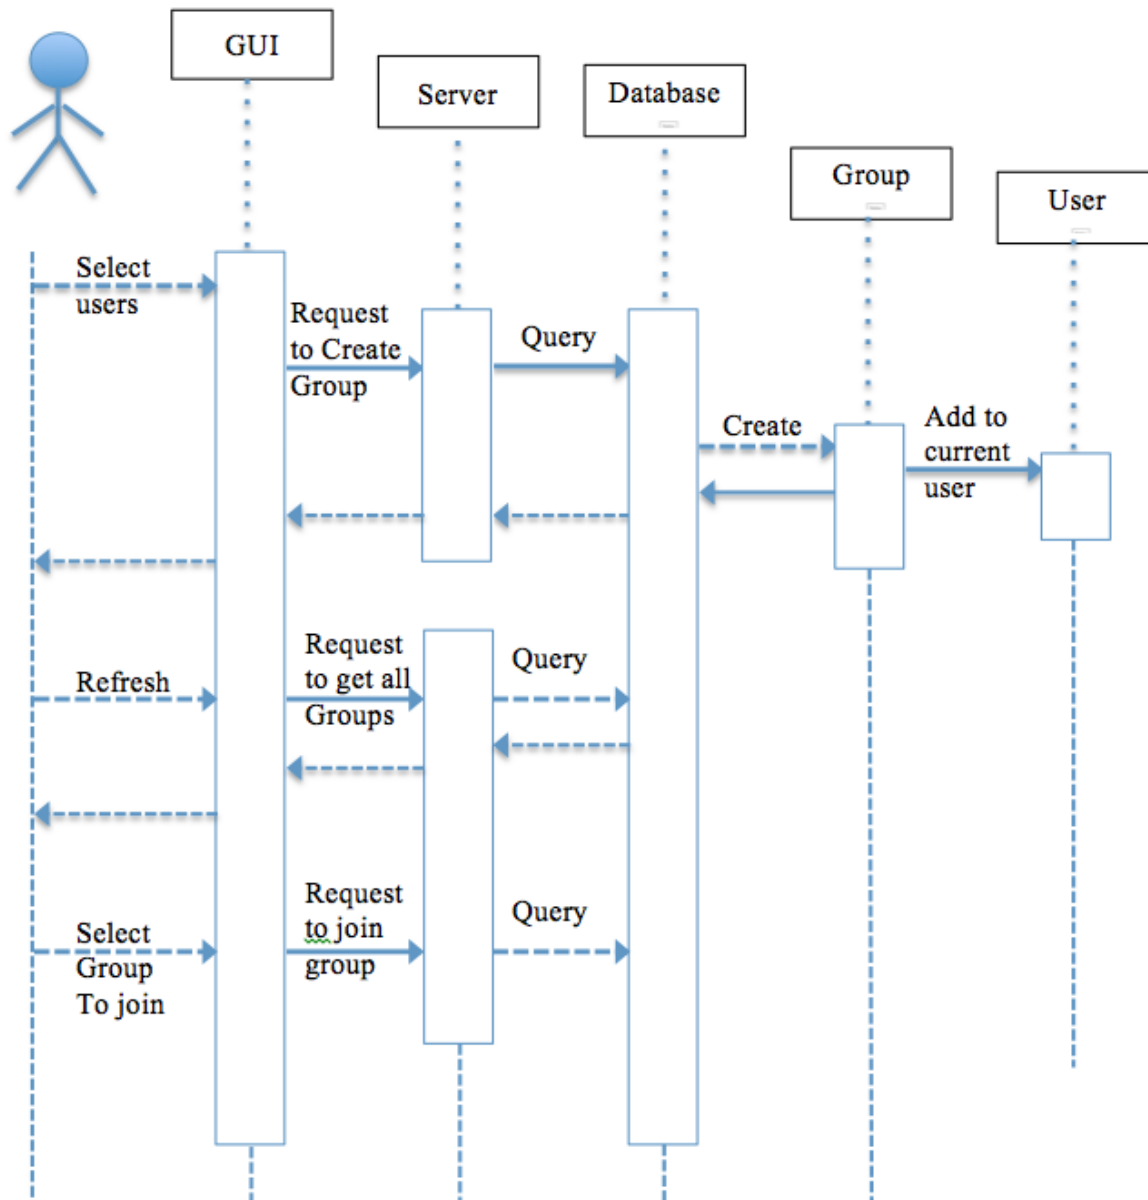 GUI
Server
Database
Group
User
Select
users
Request
to Create
Group
Query
Create
Add to
current
user
Request
to get all
Groups
Query
Refresh
Request
to join
group
Query
Select
Group
To join